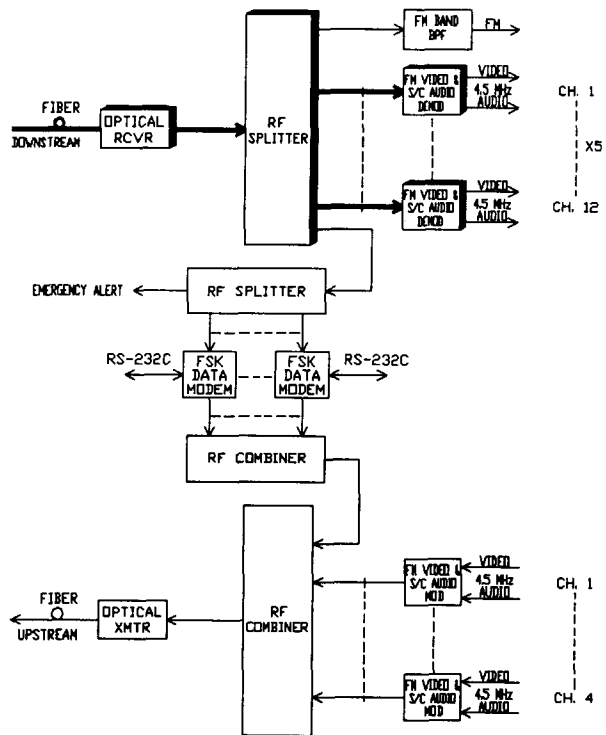 FM BAND
BPF
FM
FIBER
DOWNSTREAM
OPTICAL
RCVR
RF
SPLITTER
FM VIDEO &
S/C AUDIO
DEMOD
VIDEO
4.5 MHz
AUDIO
CH. 1
X5
FM VIDEO &
S/C AUDIO
DEMOD
VIDEO
4.5 MHz
AUDIO
CH. 12
EMERGENCY ALERT
RF SPLITTER
RS-232C
FSK
DATA
MODEM
FSK
DATA
MODEM
RS-232C
RF COMBINER
FIBER
UPSTREAM
OPTICAL
XMTR
RF
COMBINER
FM VIDEO &
S/C AUDIO
MOD
VIDEO
4.5 MHz
AUDIO
CH. 1
FM VIDEO &
S/C AUDIO
MOD
VIDEO
4.5 MHz
AUDIO
CH. 4